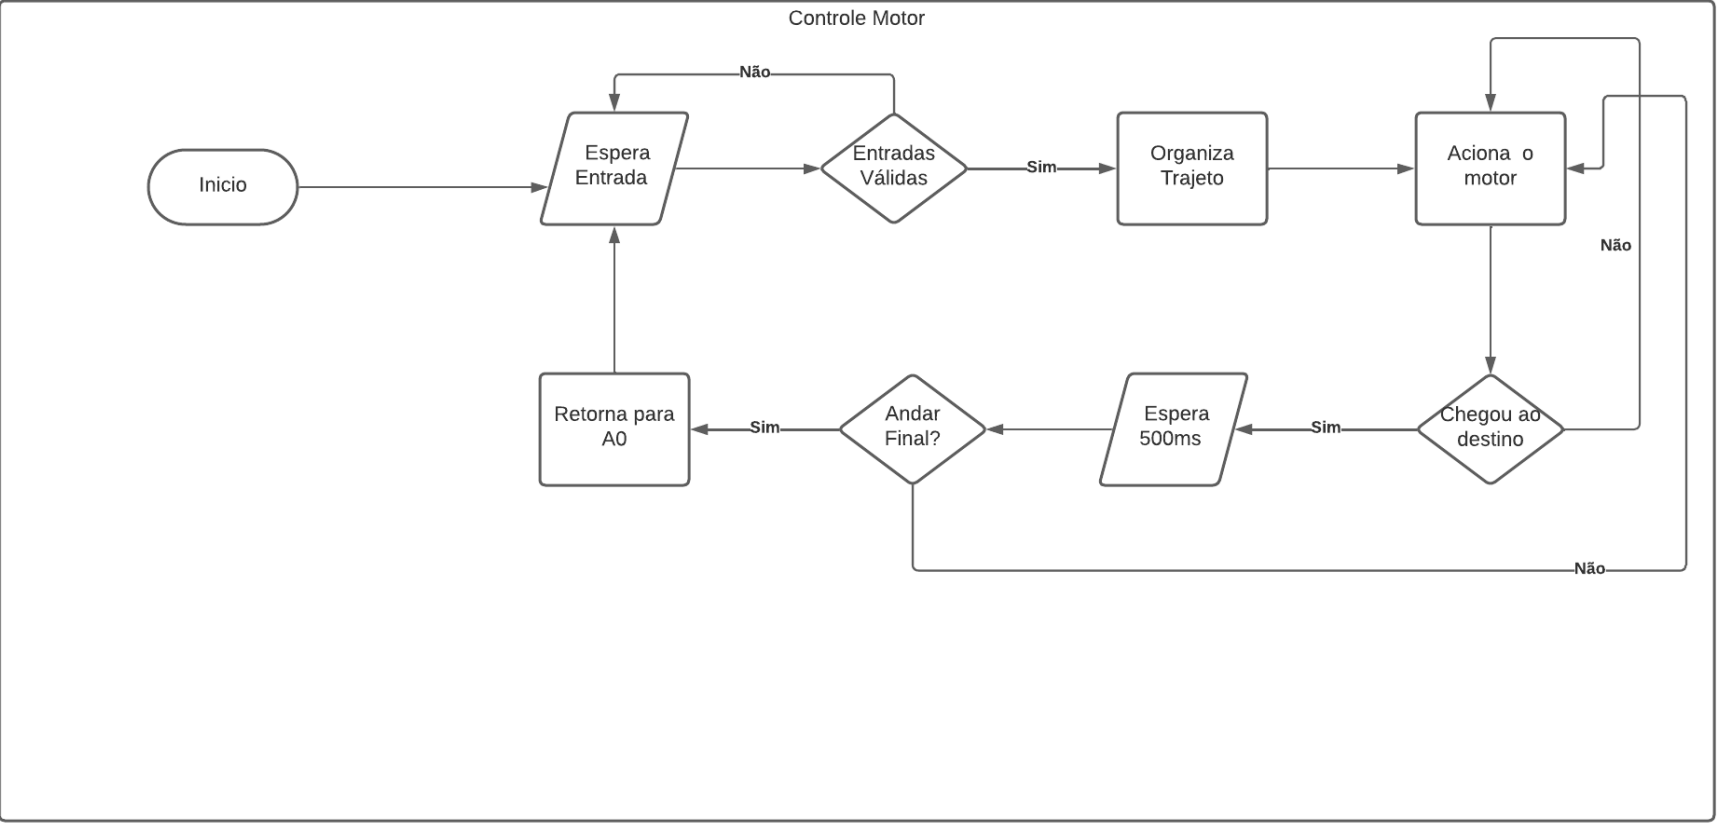 Controle Motor
Não
Inicio
Espera
Entrada
Entradas
Válidas
Sim
Organiza
Trajeto
Aciona o
motor
Não
Retorna para
A0
Sim
Andar
Final?
Espera
500ms
Sim
Chegou ao
destino
Não